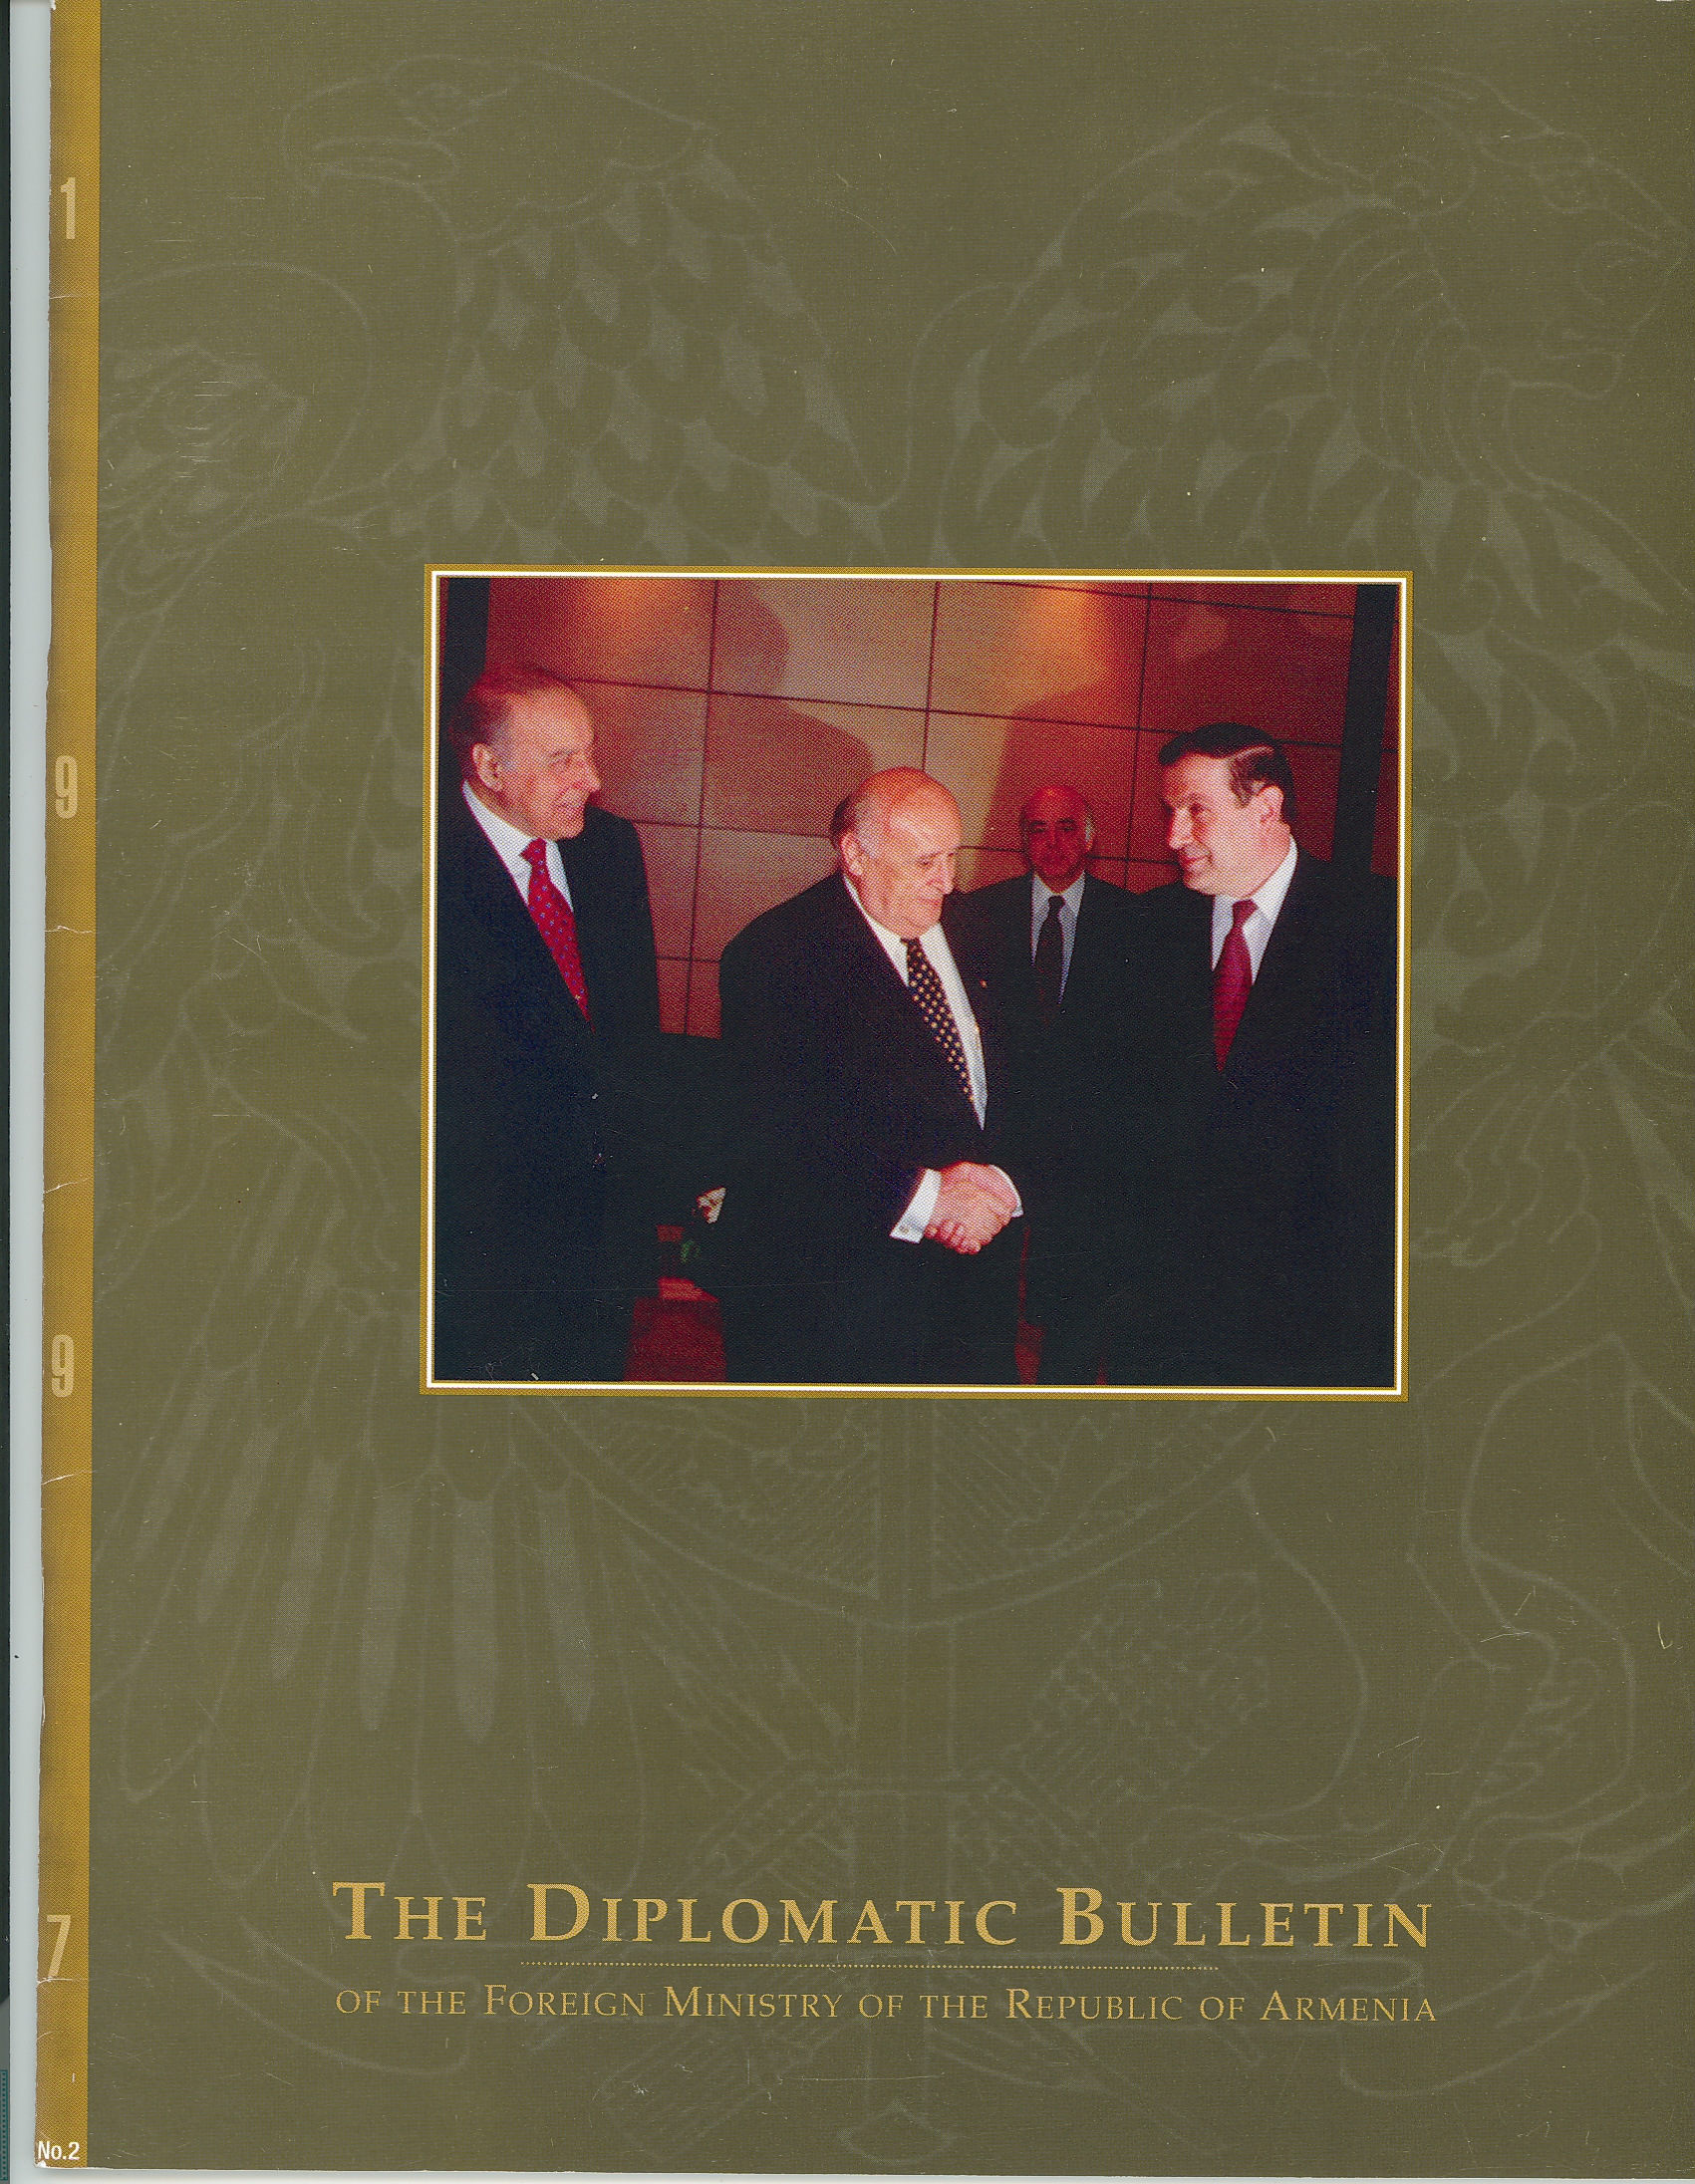 1
9
9
7
No.2
THE DIPLOMATIC BULLETIN
OF THE FOREIGN MINISTRY OF THE REPUBLIC OF ARMENIA